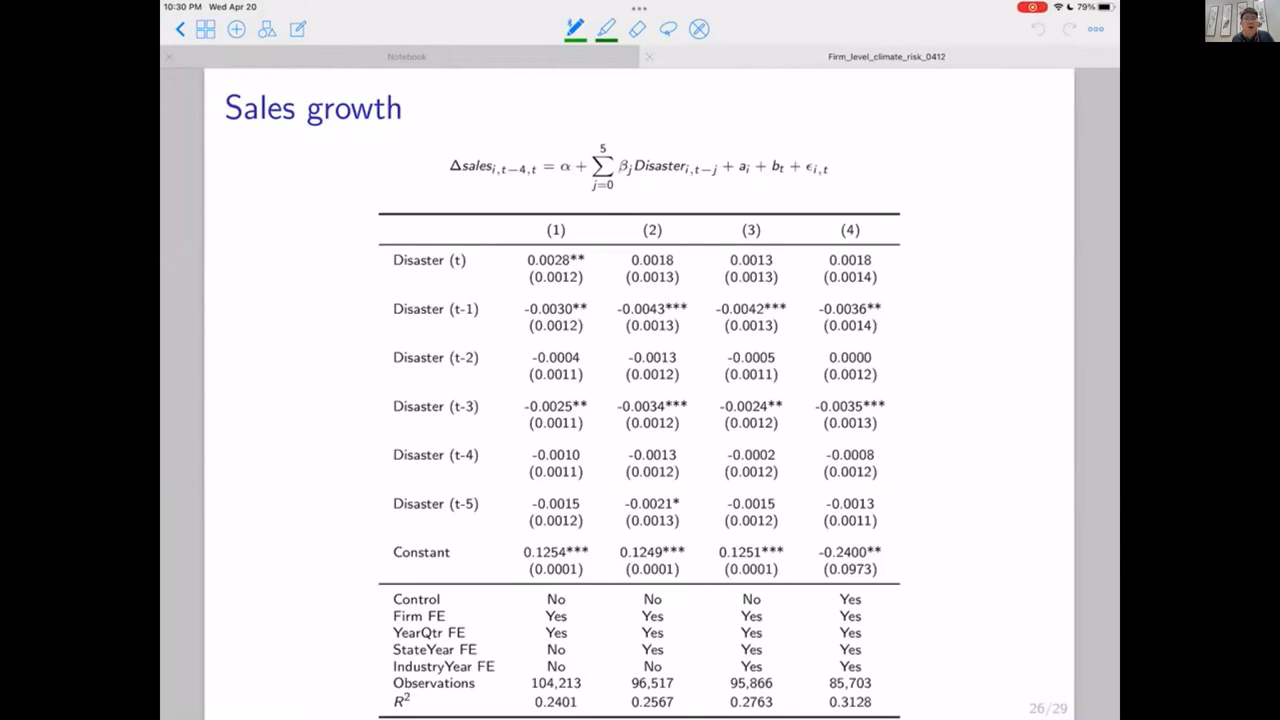 10:30 PM Wed Apr 20
79%
Notebook
Firm_level_climate_risk_0412
Sales growth
Δsales_{i,t−4,t} = α + ∑_{j=0}^{5} β_j Disaster_{i,t−j} + a_i + b_t + ϵ_{i,t}
(1) (2) (3) (4)
Disaster (t) 0.0028** 0.0018 0.0013 0.0018
(0.0012) (0.0013) (0.0013) (0.0014)
Disaster (t-1) -0.0030** -0.0043*** -0.0042*** -0.0036**
(0.0012) (0.0013) (0.0013) (0.0014)
Disaster (t-2) -0.0004 -0.0013 -0.0005 0.0000
(0.0011) (0.0012) (0.0011) (0.0012)
Disaster (t-3) -0.0025** -0.0034*** -0.0024** -0.0035***
(0.0011) (0.0012) (0.0012) (0.0013)
Disaster (t-4) -0.0010 -0.0013 -0.0002 -0.0008
(0.0011) (0.0012) (0.0012) (0.0012)
Disaster (t-5) -0.0015 -0.0021* -0.0015 -0.0013
(0.0012) (0.0013) (0.0012) (0.0011)
Constant 0.1254*** 0.1249*** 0.1251*** -0.2400**
(0.0001) (0.0001) (0.0001) (0.0973)
Control No No No Yes
Firm FE Yes Yes Yes Yes
YearQtr FE Yes Yes Yes Yes
StateYear FE No Yes Yes Yes
IndustryYear FE No No Yes Yes
Observations 104,213 96,517 95,866 85,703
R² 0.2401 0.2567 0.2763 0.3128
26/29